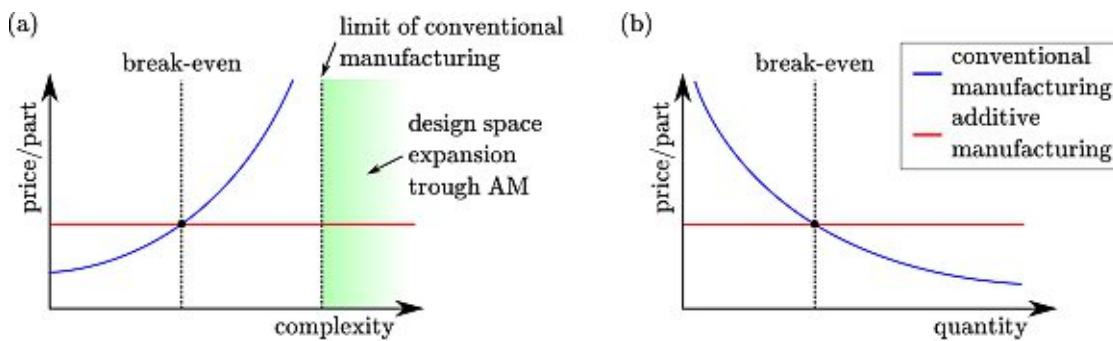 (a)
limit of conventional
manufacturing
break-even
design space
expansion
trough AM
price/part
complexity
(b)
break-even
conventional
manufacturing
additive
manufacturing
price/part
quantity